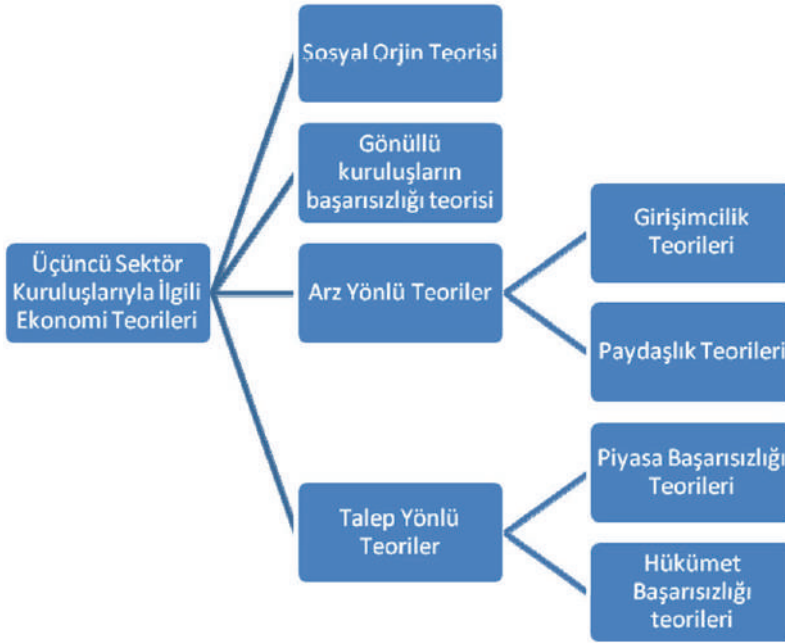 Sosyal Orjin Teorisi
Gönüllü
kuruluşların
başarısızlığı teorisi
Üçüncü Sektör
Kuruluşlarıyla İlgili
Ekonomi Teorileri
Arz Yönlü Teoriler
Girişimcilik
Teorileri
Paydaşlık Teorileri
Talep Yönlü
Teoriler
Piyasa Başarısızlığı
Teorileri
Hükümet
Başarısızlığı
teorileri